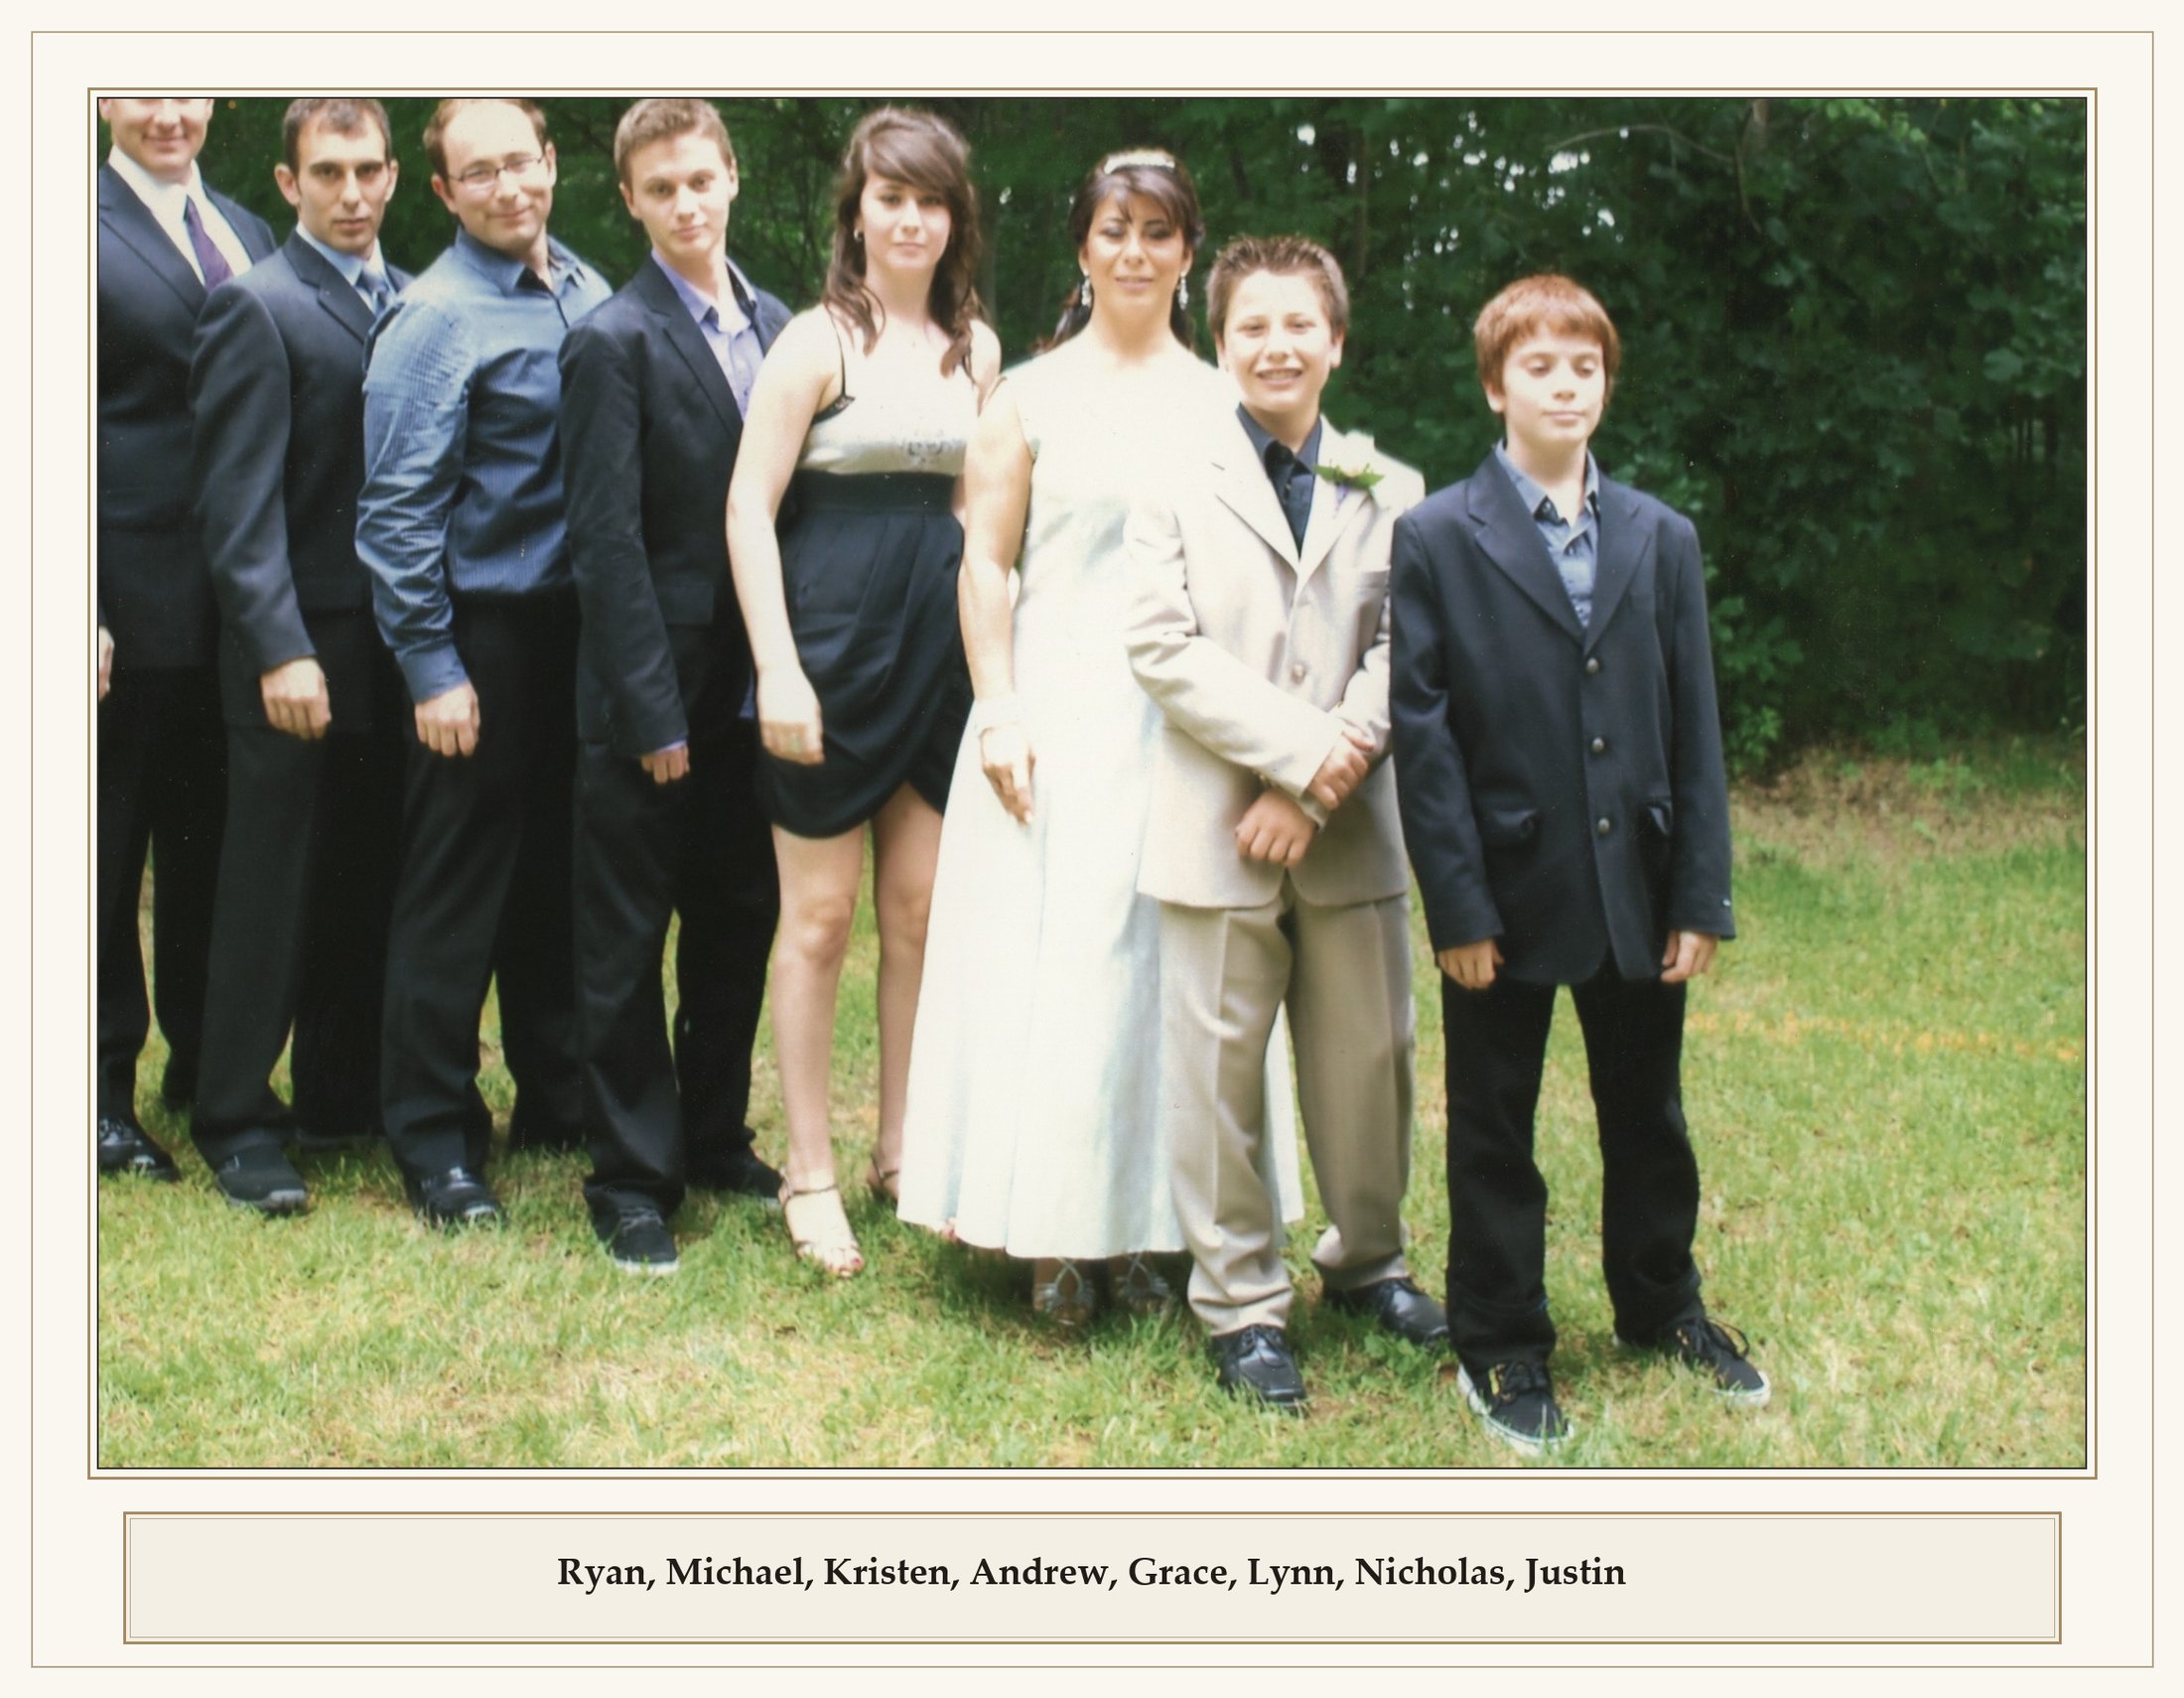 Ryan, Michael, Kristen, Andrew, Grace, Lynn, Nicholas, Justin